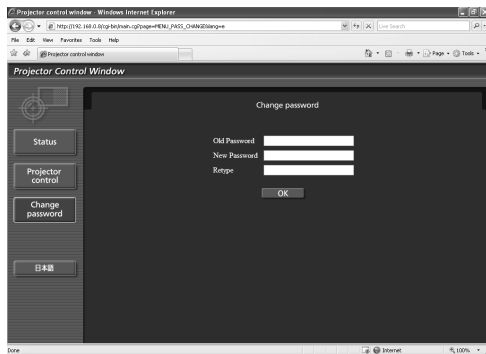 Projector control window - Windows Internet Explorer
http://192.168.0.8/cgi-bin/main.cgi?page=MENU_PASS_CHANGE&lang=e
Live Search
File Edit View Favorites Tools Help
Projector control window
Page Tools
Projector Control Window
Change password
Status
Projector control
Change password
日本語
Old Password
New Password
Retype
OK
Done
Internet
100%